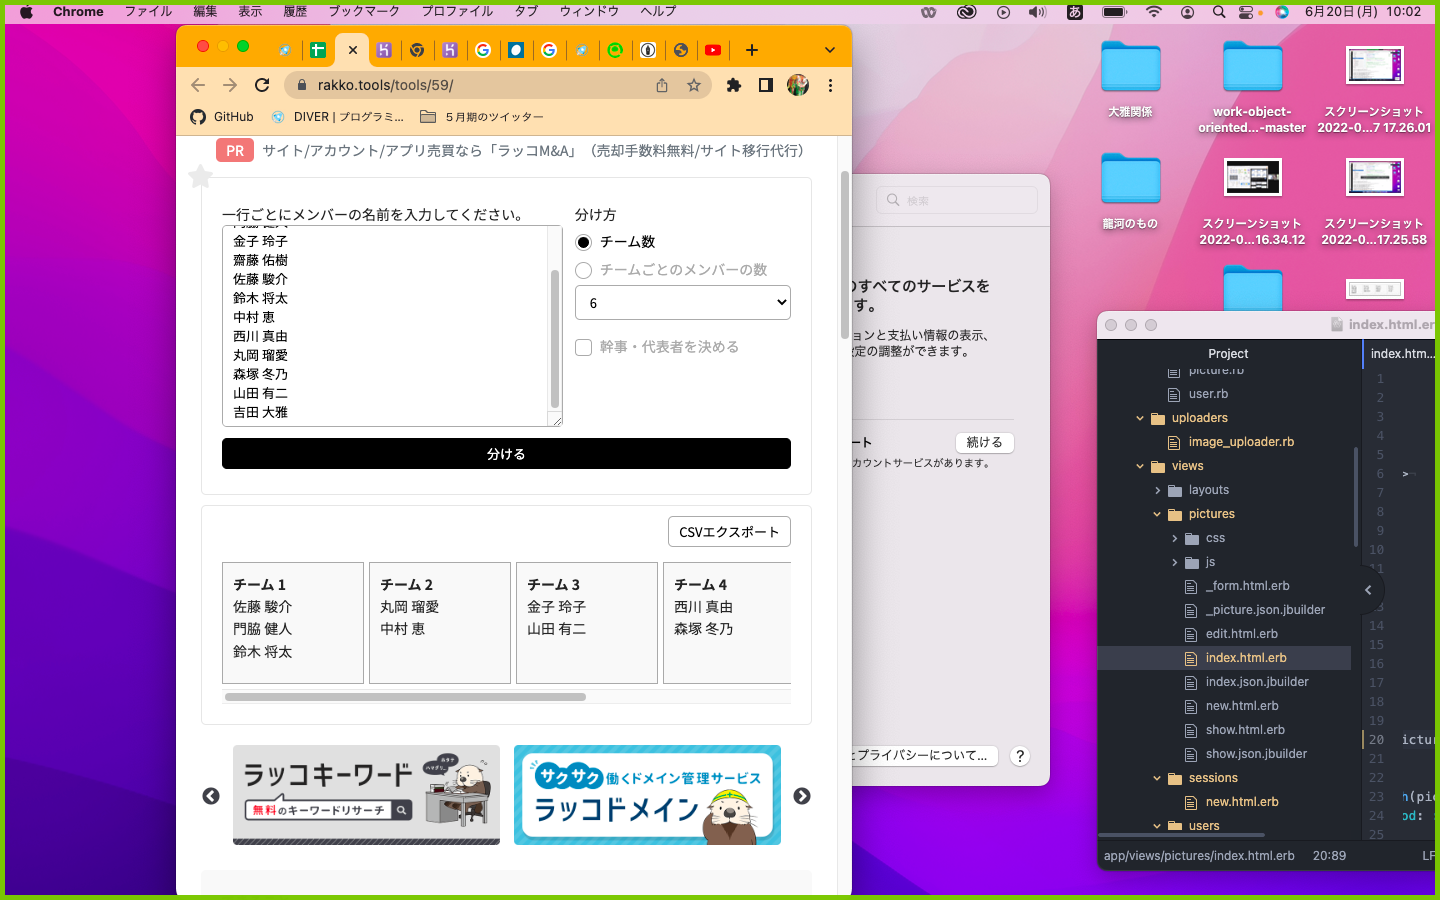 Chrome ファイル 編集 表示 履歴 ブックマーク プロファイル タブ ウィンドウ ヘルプ
あ
6月20日(月) 10:02
rakko.tools/tools/59/
GitHub
DIVER | プログラミ...
５月期のツイッター
PR サイト/アカウント/アプリ売買なら「ラッコM&A」（売却手数料無料/サイト移行代行）
一行ごとにメンバーの名前を入力してください。
金子 玲子
齋藤 佑樹
佐藤 駿介
鈴木 将太
中村 恵
西川 真由
丸岡 瑠愛
森塚 冬乃
山田 有二
吉田 大雅
分け方
チーム数
チームごとのメンバーの数
6
幹事・代表者を決める
分ける
CSVエクスポート
チーム 1
佐藤 駿介
門脇 健人
鈴木 将太
チーム 2
丸岡 瑠愛
中村 恵
チーム 3
金子 玲子
山田 有二
チーム 4
西川 真由
森塚 冬乃
ラッコキーワード
無料のキーワードリサーチ
サクサク働くドメイン管理サービス
ラッコドメイン
検索
のすべてのサービスを
す。
ョンと支払い情報の表示、
設定の調整ができます。
ート
続ける
カウントサービスがあります。
とプライバシーについて...
?
大雅関係
work-object-
oriented...-master
スクリーンショット
2022-0...7 17.26.01
龍河のもの
スクリーンショット
2022-0...16.34.12
スクリーンショット
2022-0...17.25.58
index.html.er
Project
index.htm...
picture.rb
user.rb
uploaders
image_uploader.rb
views
layouts
pictures
css
js
_form.html.erb
_picture.json.jbuilder
edit.html.erb
index.html.erb
index.json.jbuilder
new.html.erb
show.html.erb
show.json.jbuilder
sessions
new.html.erb
users
1
2
3
4
5
6 >
7
8
9
10
11
13
14
15
16
17
18
19
20 ictur
21
22
23 h(pic
24 od: :
25
app/views/pictures/index.html.erb 20:89
LF